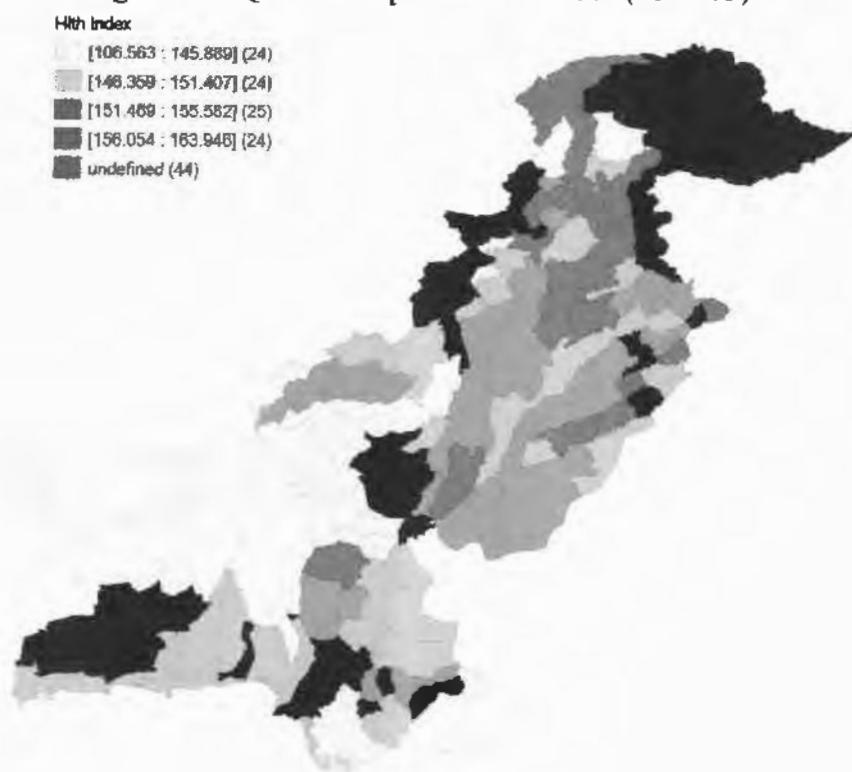 Hlth Index
[106.563 : 145.889] (24)
[146.359 : 151.407] (24)
[151.469 : 155.582] (25)
[156.054 : 163.946] (24)
undefined (44)